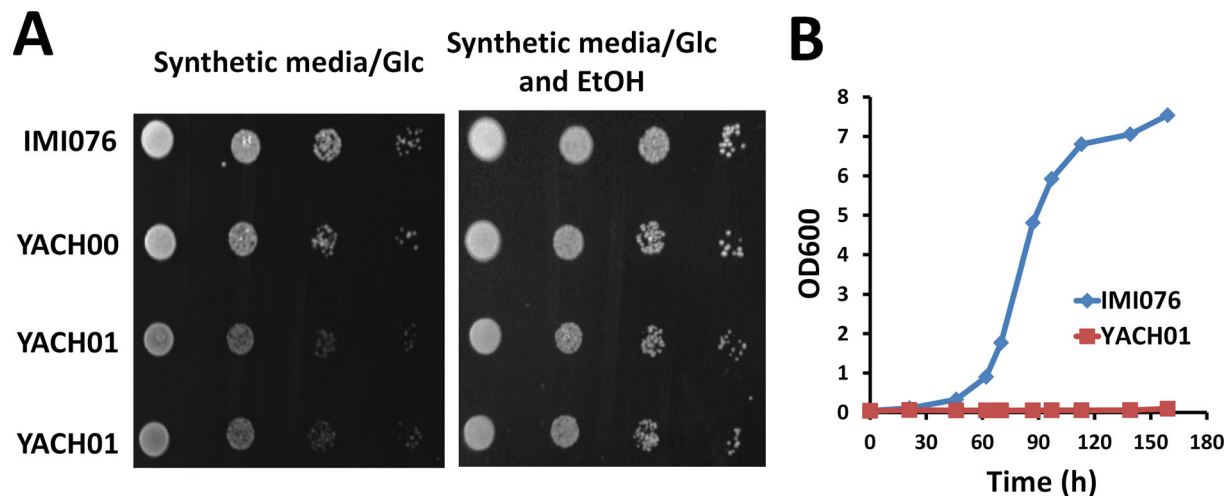 A
Synthetic media/Glc
Synthetic media/Glc
and EtOH
IMI076
YACH00
YACH01
YACH01
B
8
7
6
5
4
3
2
1
0
OD600
IMI076
YACH01
0 30 60 90 120 150 180
Time (h)